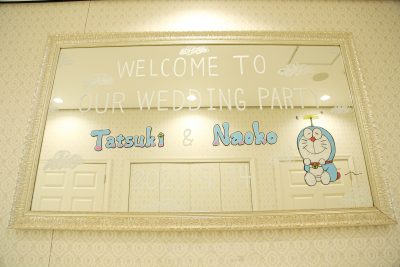 WELCOME TO
OUR WEDDING PARTY
Tatsuki & Naoko